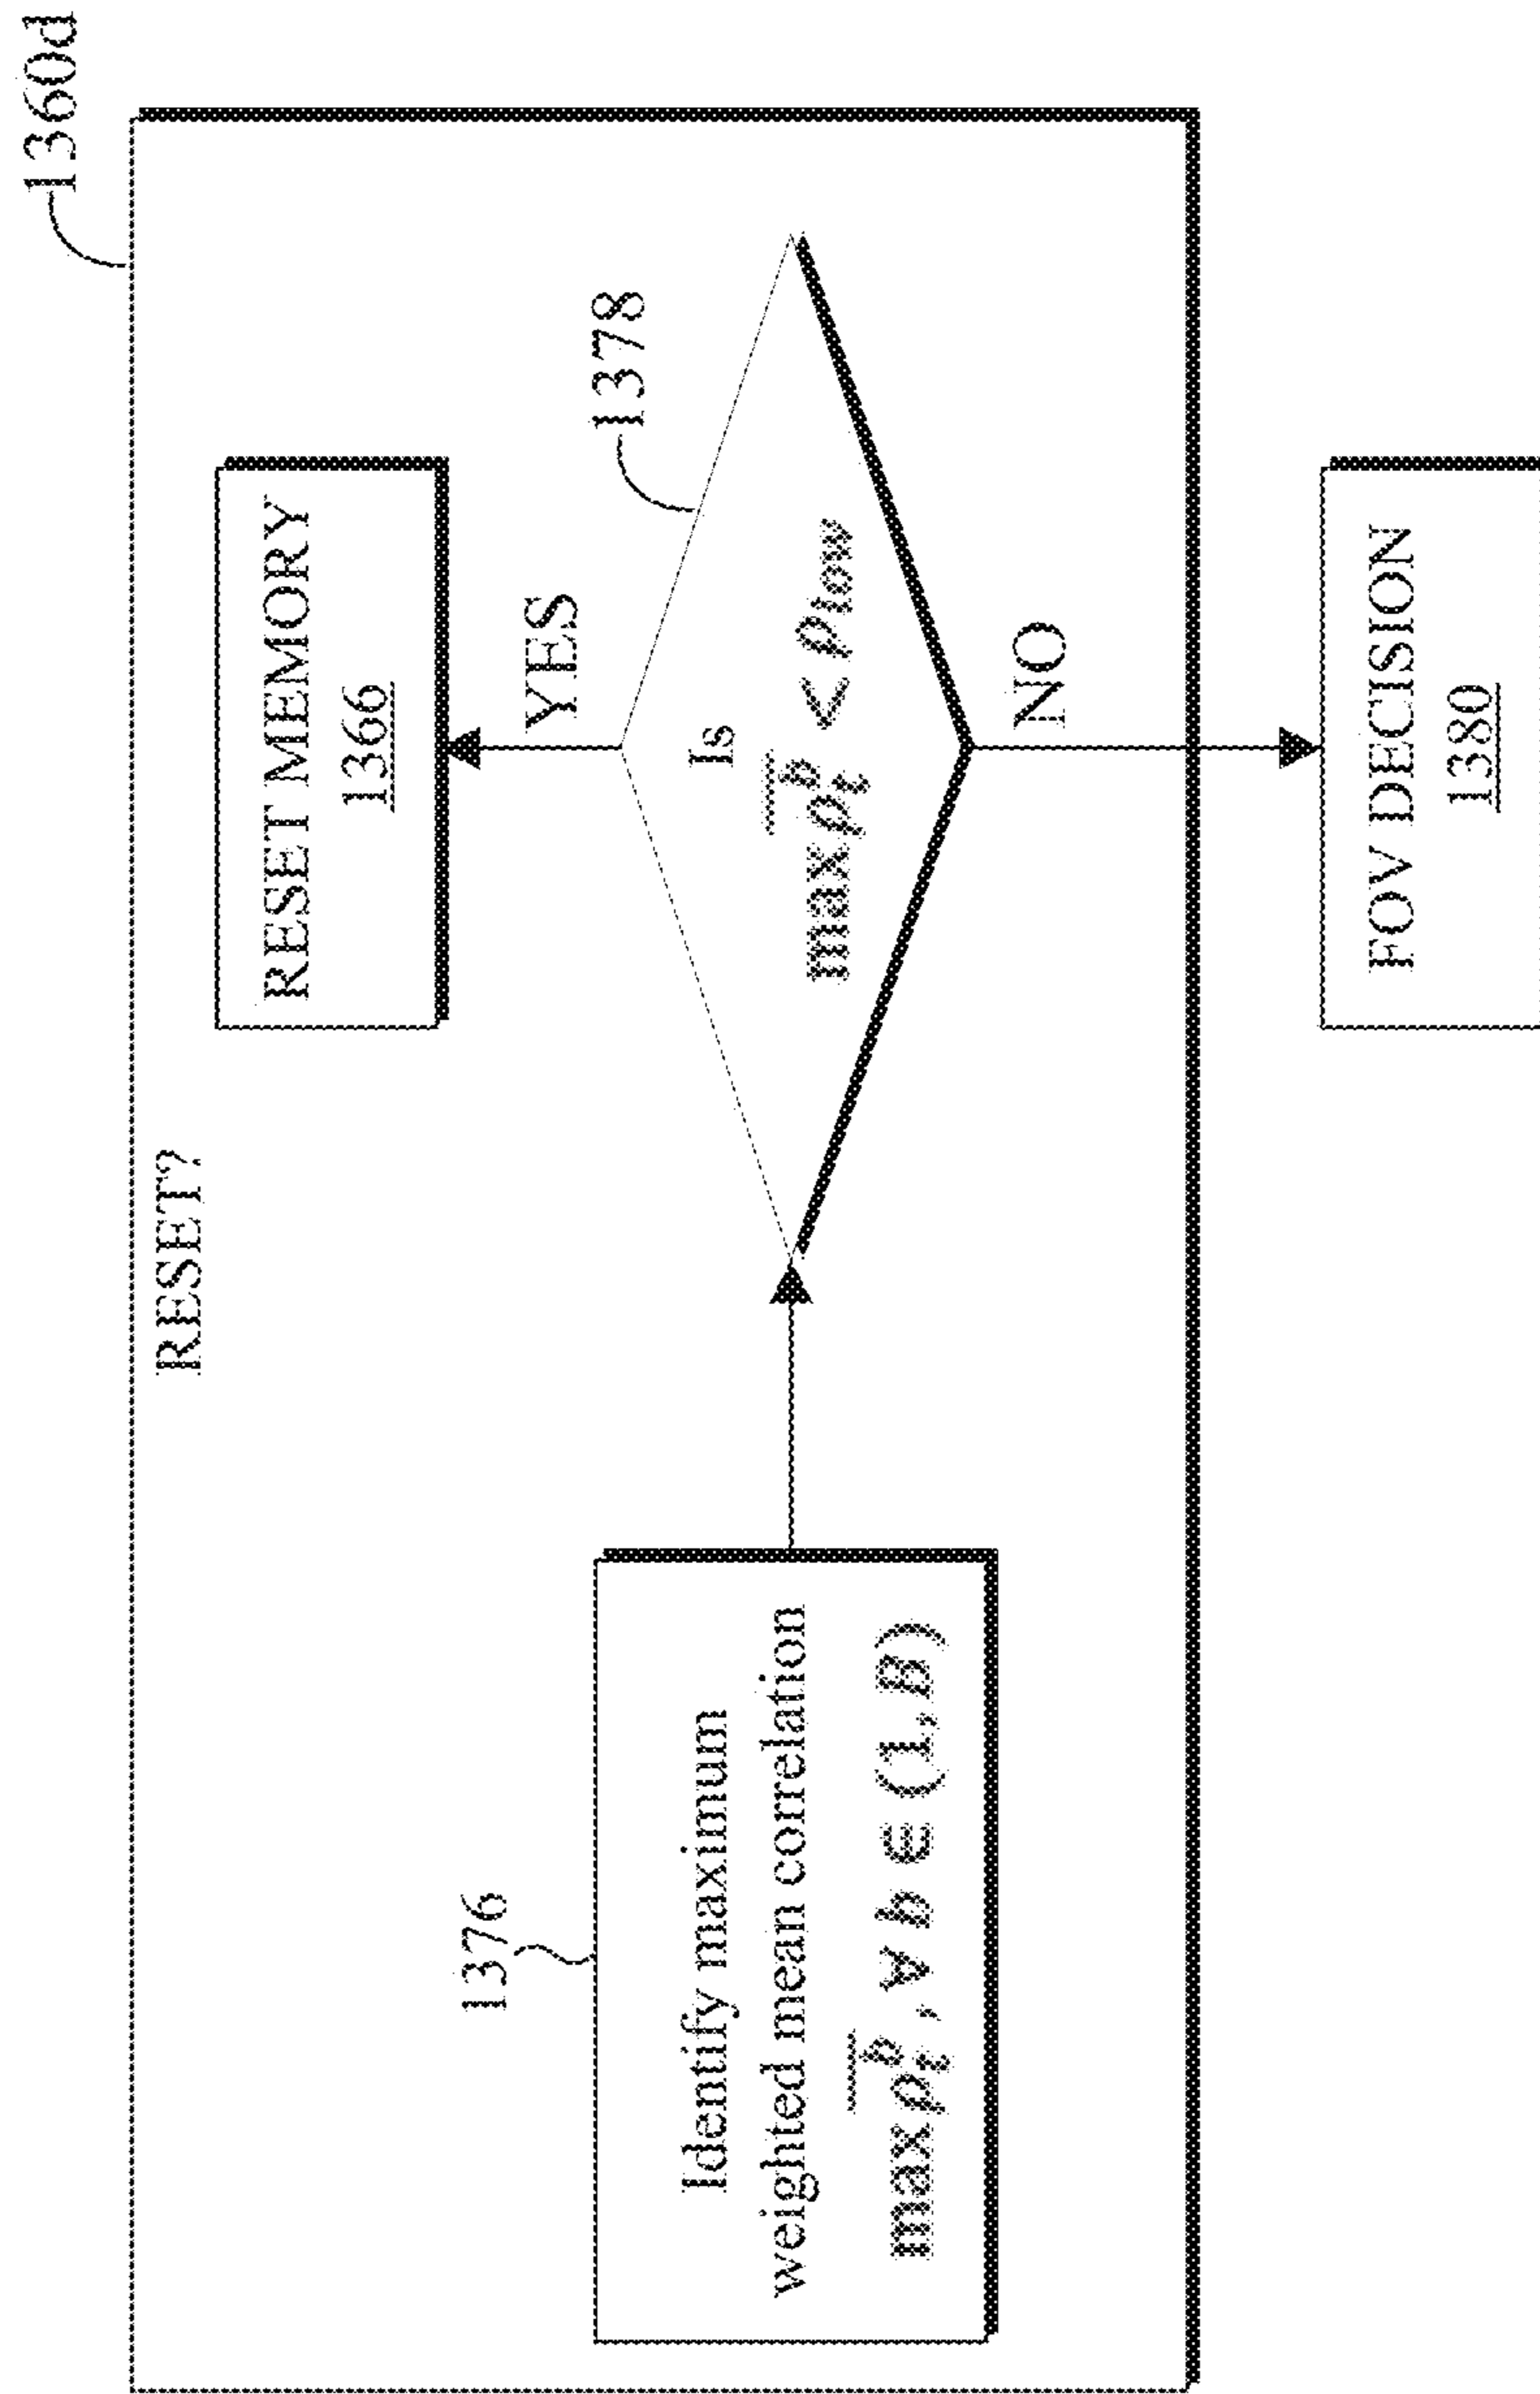 1360d
RESET?
RESET MEMORY
1366
YES
1378
Is
max ρ̅ₜᵇ < ρₗₒw
1376
Identify maximum
weighted mean correlation
max ρ̅ₜᵇ , ∀ b ∈ (1, B)
NO
FOV DECISION
1380